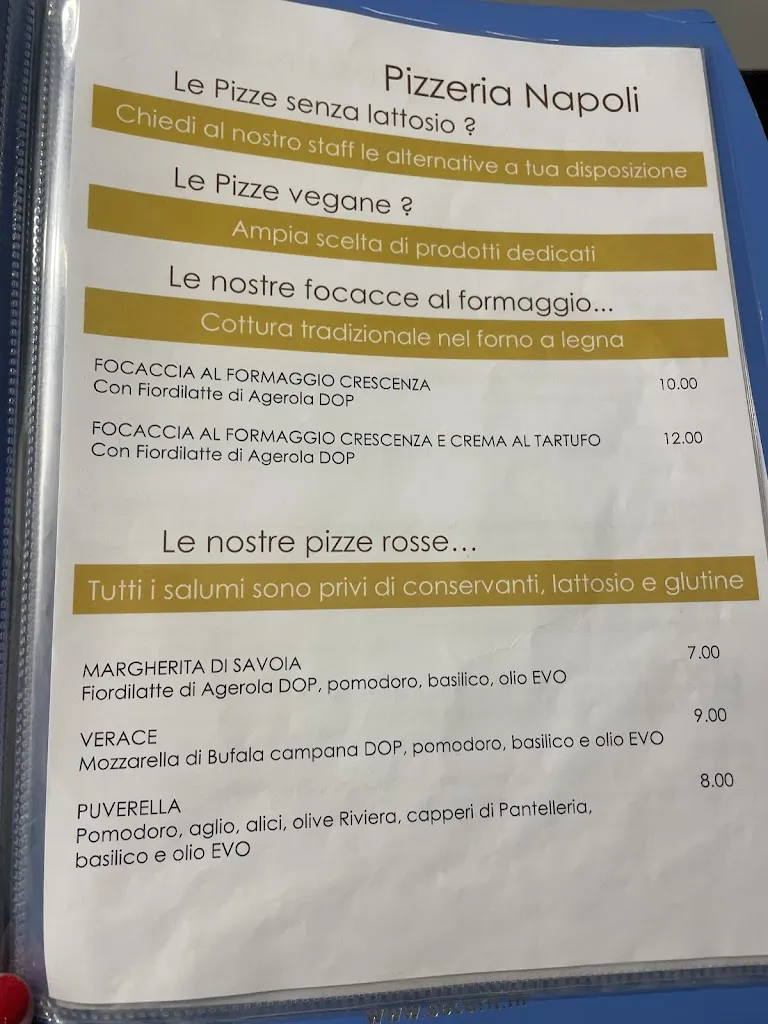 Pizzeria Napoli
Le Pizze senza lattosio ?
Chiedi al nostro staff le alternative a tua disposizione
Le Pizze vegane ?
Ampia scelta di prodotti dedicati
Le nostre focacce al formaggio...
Cottura tradizionale nel forno a legna
FOCACCIA AL FORMAGGIO CRESCENZA 10.00
Con Fiordilatte di Agerola DOP
FOCACCIA AL FORMAGGIO CRESCENZA E CREMA AL TARTUFO 12.00
Con Fiordilatte di Agerola DOP
Le nostre pizze rosse...
Tutti i salumi sono privi di conservanti, lattosio e glutine
MARGHERITA DI SAVOIA 7.00
Fiordilatte di Agerola DOP, pomodoro, basilico, olio EVO
VERACE 9.00
Mozzarella di Bufala campana DOP, pomodoro, basilico e olio EVO
PUVERELLA 8.00
Pomodoro, aglio, alici, olive Riviera, capperi di Pantelleria,
basilico e olio EVO